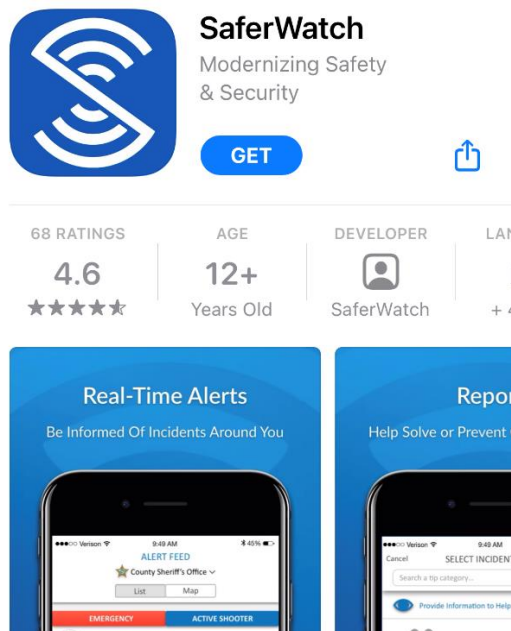 SaferWatch
Modernizing Safety
& Security
GET
68 RATINGS
AGE
DEVELOPER
4.6
12+
Years Old
SaferWatch
+ 4
Real-Time Alerts
Be Informed Of Incidents Around You
Verizon
9:49 AM
45%
ALERT FEED
County Sheriff's Office
List
Map
EMERGENCY
ACTIVE SHOOTER
Help Solve or Prevent
Verizon
9:49 AM
Cancel
SELECT INCIDENT
Search a tip category...
Provide Information to Help